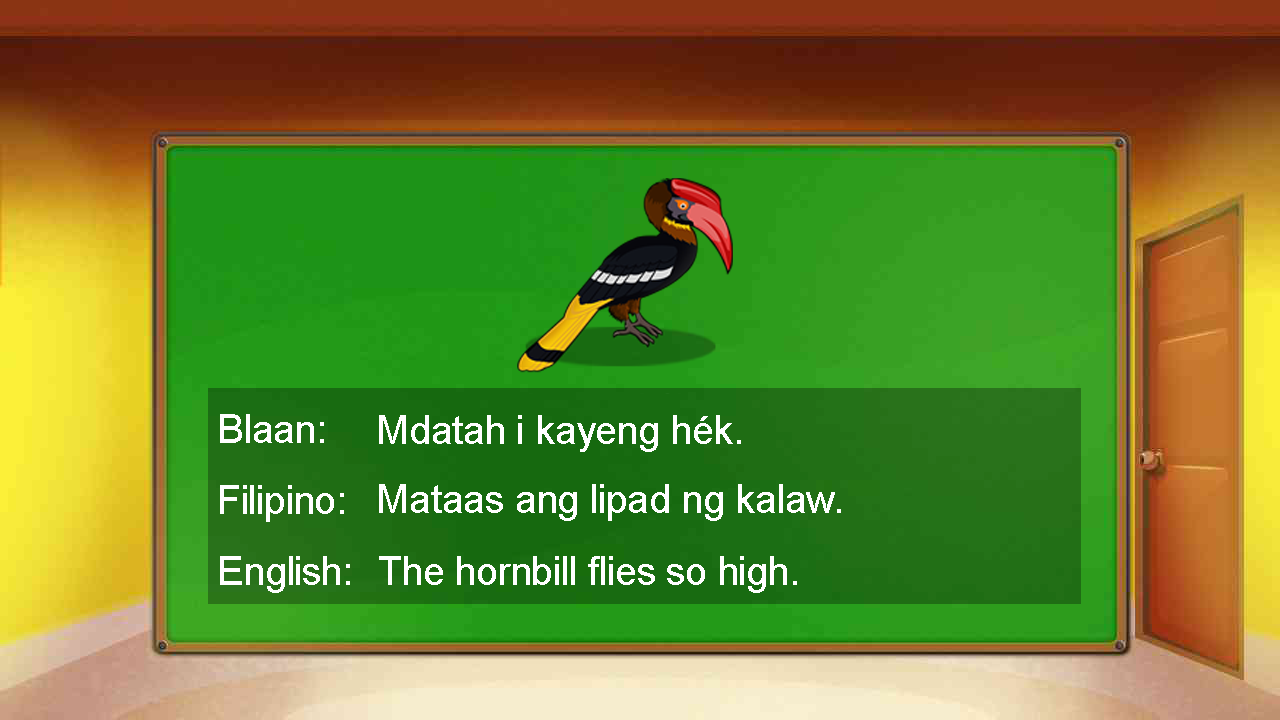 Blaan: Mdatah i kayeng hék.
Filipino: Mataas ang lipad ng kalaw.
English: The hornbill flies so high.